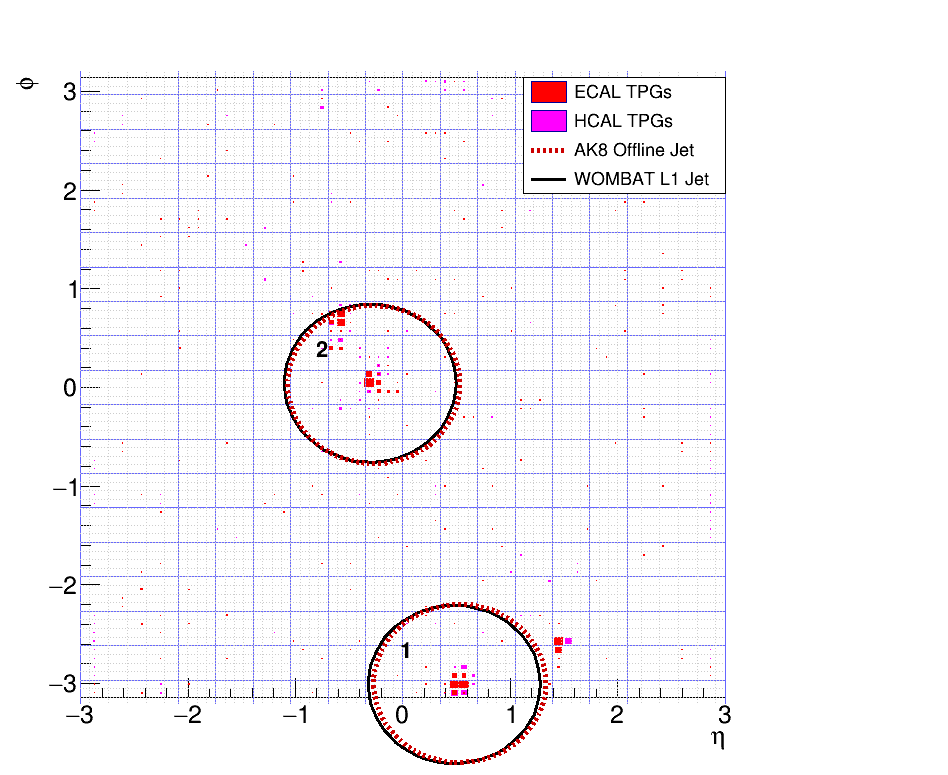 ϕ
3
2
1
0
−1
−2
−3
ECAL TPGs
HCAL TPGs
AK8 Offline Jet
WOMBAT L1 Jet
2
1
−3 −2 −1 0 1 2 3
η